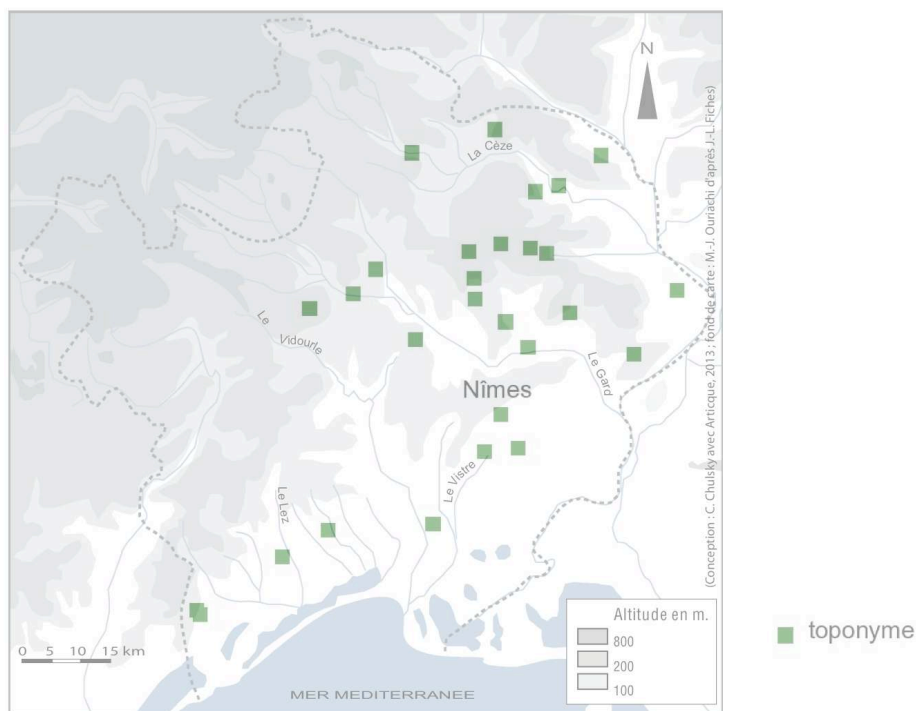 N
La Cèze
Le Vidourle
Le Gard
Nîmes
Le Vistre
Le Lez
(Conception : C. Chulsky avec Articque, 2013 ; fond de carte : M.-J. Ouriachi d'après J.-L. Fiches)
Altitude en m.
800
200
100
0 5 10 15 km
MER MEDITERRANEE
toponyme